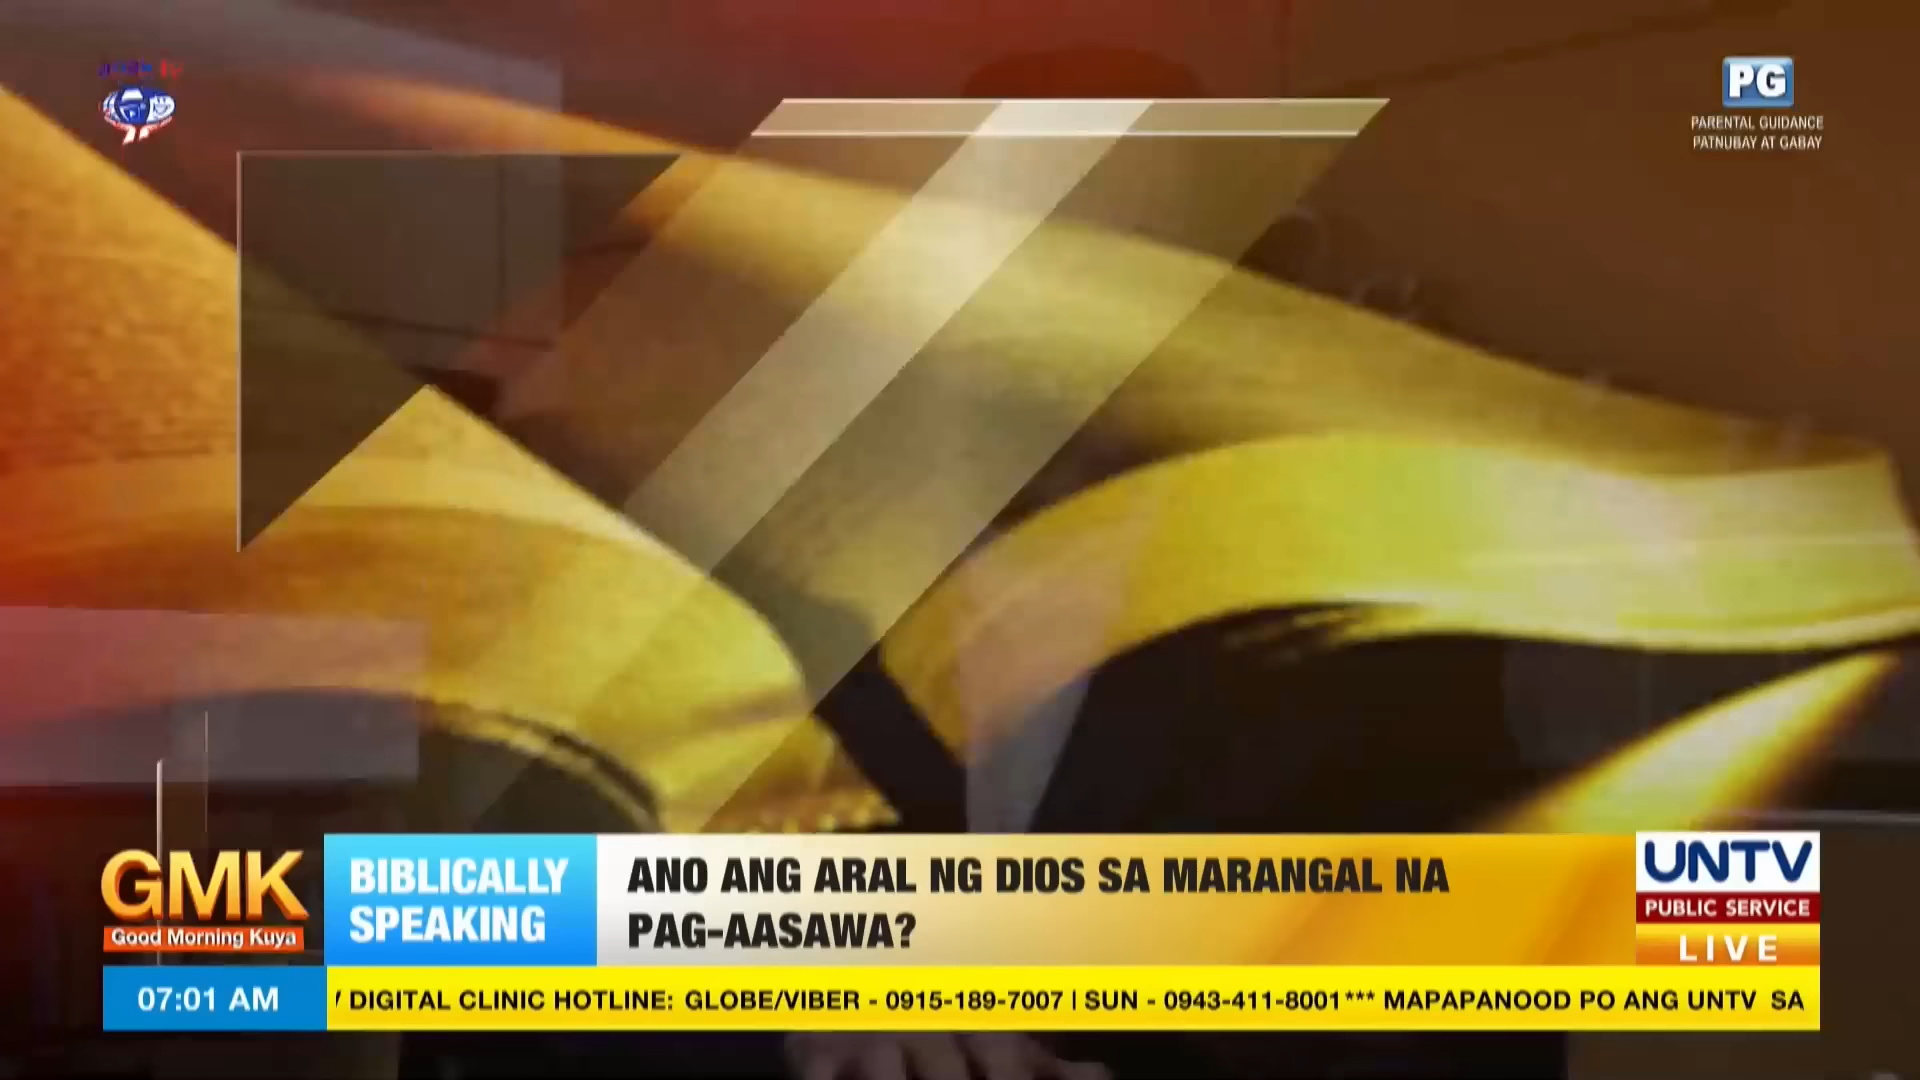 PG
PARENTAL GUIDANCE
PATNUBAY AT GABAY
GMK
Good Morning Kuya
BIBLICALLY
SPEAKING
ANO ANG ARAL NG DIOS SA MARANGAL NA
PAG-AASAWA?
UNTV
PUBLIC SERVICE
LIVE
07:01 AM
DIGITAL CLINIC HOTLINE: GLOBE/VIBER - 0915-189-7007 | SUN - 0943-411-8001*** MAPAPANOOD PO ANG UNTV SA